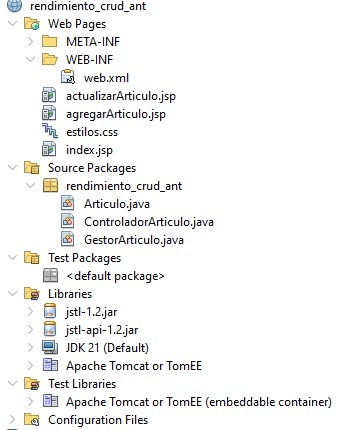 rendimiento_crud_ant
Web Pages
META-INF
WEB-INF
web.xml
actualizarArticulo.jsp
agregarArticulo.jsp
estilos.css
index.jsp
Source Packages
rendimiento_crud_ant
Articulo.java
ControladorArticulo.java
GestorArticulo.java
Test Packages
<default package>
Libraries
jstl-1.2.jar
jstl-api-1.2.jar
JDK 21 (Default)
Apache Tomcat or TomEE
Test Libraries
Apache Tomcat or TomEE (embeddable container)
Configuration Files